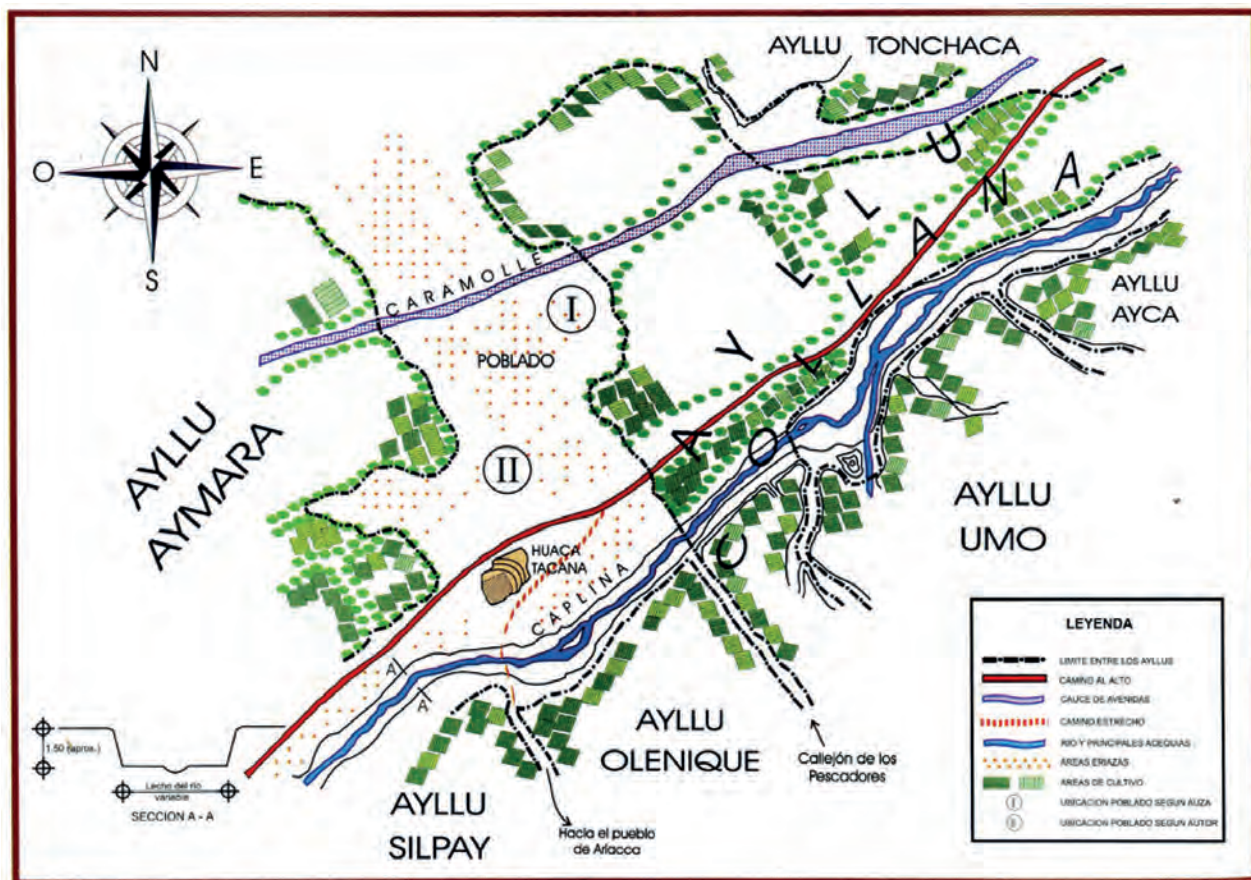 N
O
E
S
AYLLU TONCHACA
AYLLU
COLLANA
CARAMOLLE
I
POBLADO
II
AYLLU
AYCA
AYLLU
AYMARA
AYLLU
UMO
HUACA
TACANA
CAPLINA
A
A'
AYLLU
OLENIQUE
Callejón de los
Pescadores
AYLLU
SILPAY
Hacia el pueblo
de Ariacca
1.50 (aprox.)
Lecho del río
variable
SECCION A - A
LEYENDA
LIMITE ENTRE LOS AYLLUS
CAMINO AL ALTO
CAUCE DE AVENIDAS
CAMINO ESTRECHO
RIO Y PRINCIPALES ACEQUIAS
AREAS ERIAZAS
AREAS DE CULTIVO
I UBICACION POBLADO SEGUN AUZA
II UBICACION POBLADO SEGUN AUTOR